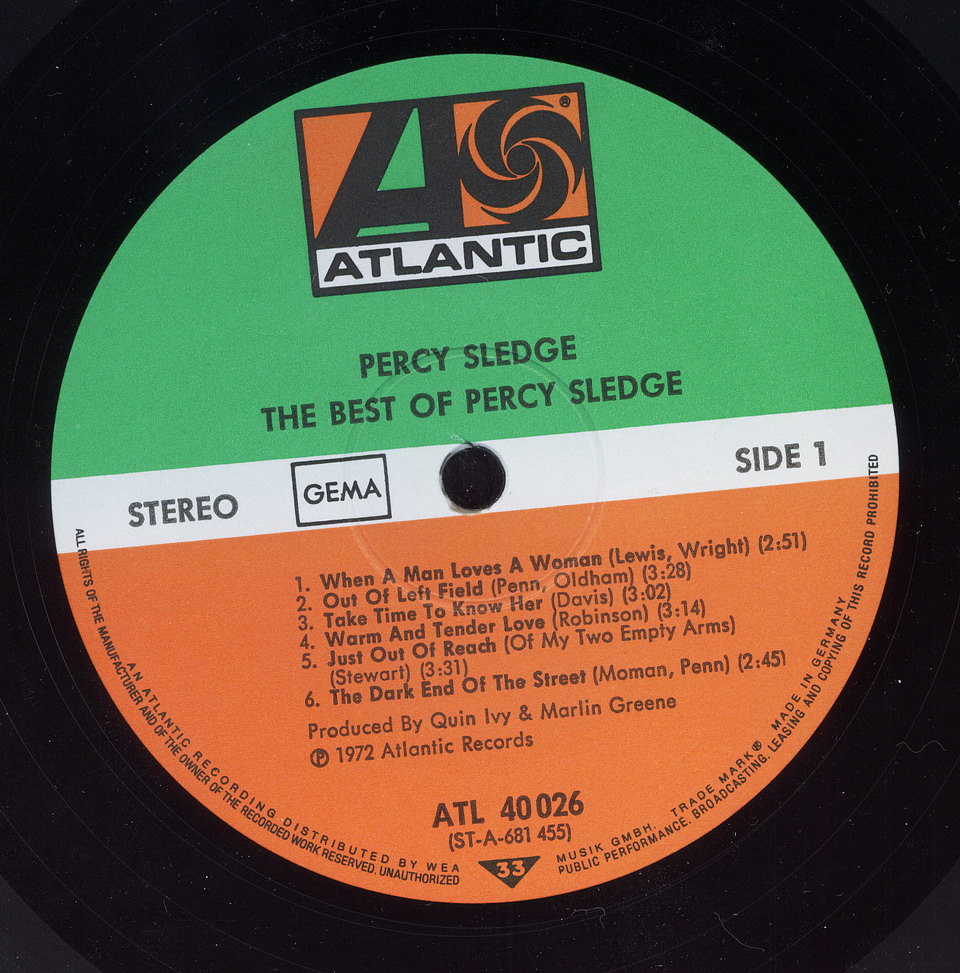 ATLANTIC
®
PERCY SLEDGE
THE BEST OF PERCY SLEDGE
STEREO
GEMA
SIDE 1
1. When A Man Loves A Woman (Lewis, Wright) (2:51)
2. Out Of Left Field (Penn, Oldham) (3:28)
3. Take Time To Know Her (Davis) (3:02)
4. Warm And Tender Love (Robinson) (3:14)
5. Just Out Of Reach (Of My Two Empty Arms)
(Stewart) (3:31)
6. The Dark End Of The Street (Moman, Penn) (2:45)
Produced By Quin Ivy & Marlin Greene
℗ 1972 Atlantic Records
ATL 40 026
(ST-A-681 455)
33
AN ATLANTIC RECORDING DISTRIBUTED BY WEA MUSIK GMBH. TRADE MARK® MADE IN GERMANY
ALL RIGHTS OF THE MANUFACTURER AND OF THE OWNER OF THE RECORDED WORK RESERVED. UNAUTHORIZED PUBLIC PERFORMANCE. BROADCASTING. LEASING AND COPYING OF THIS RECORD PROHIBITED